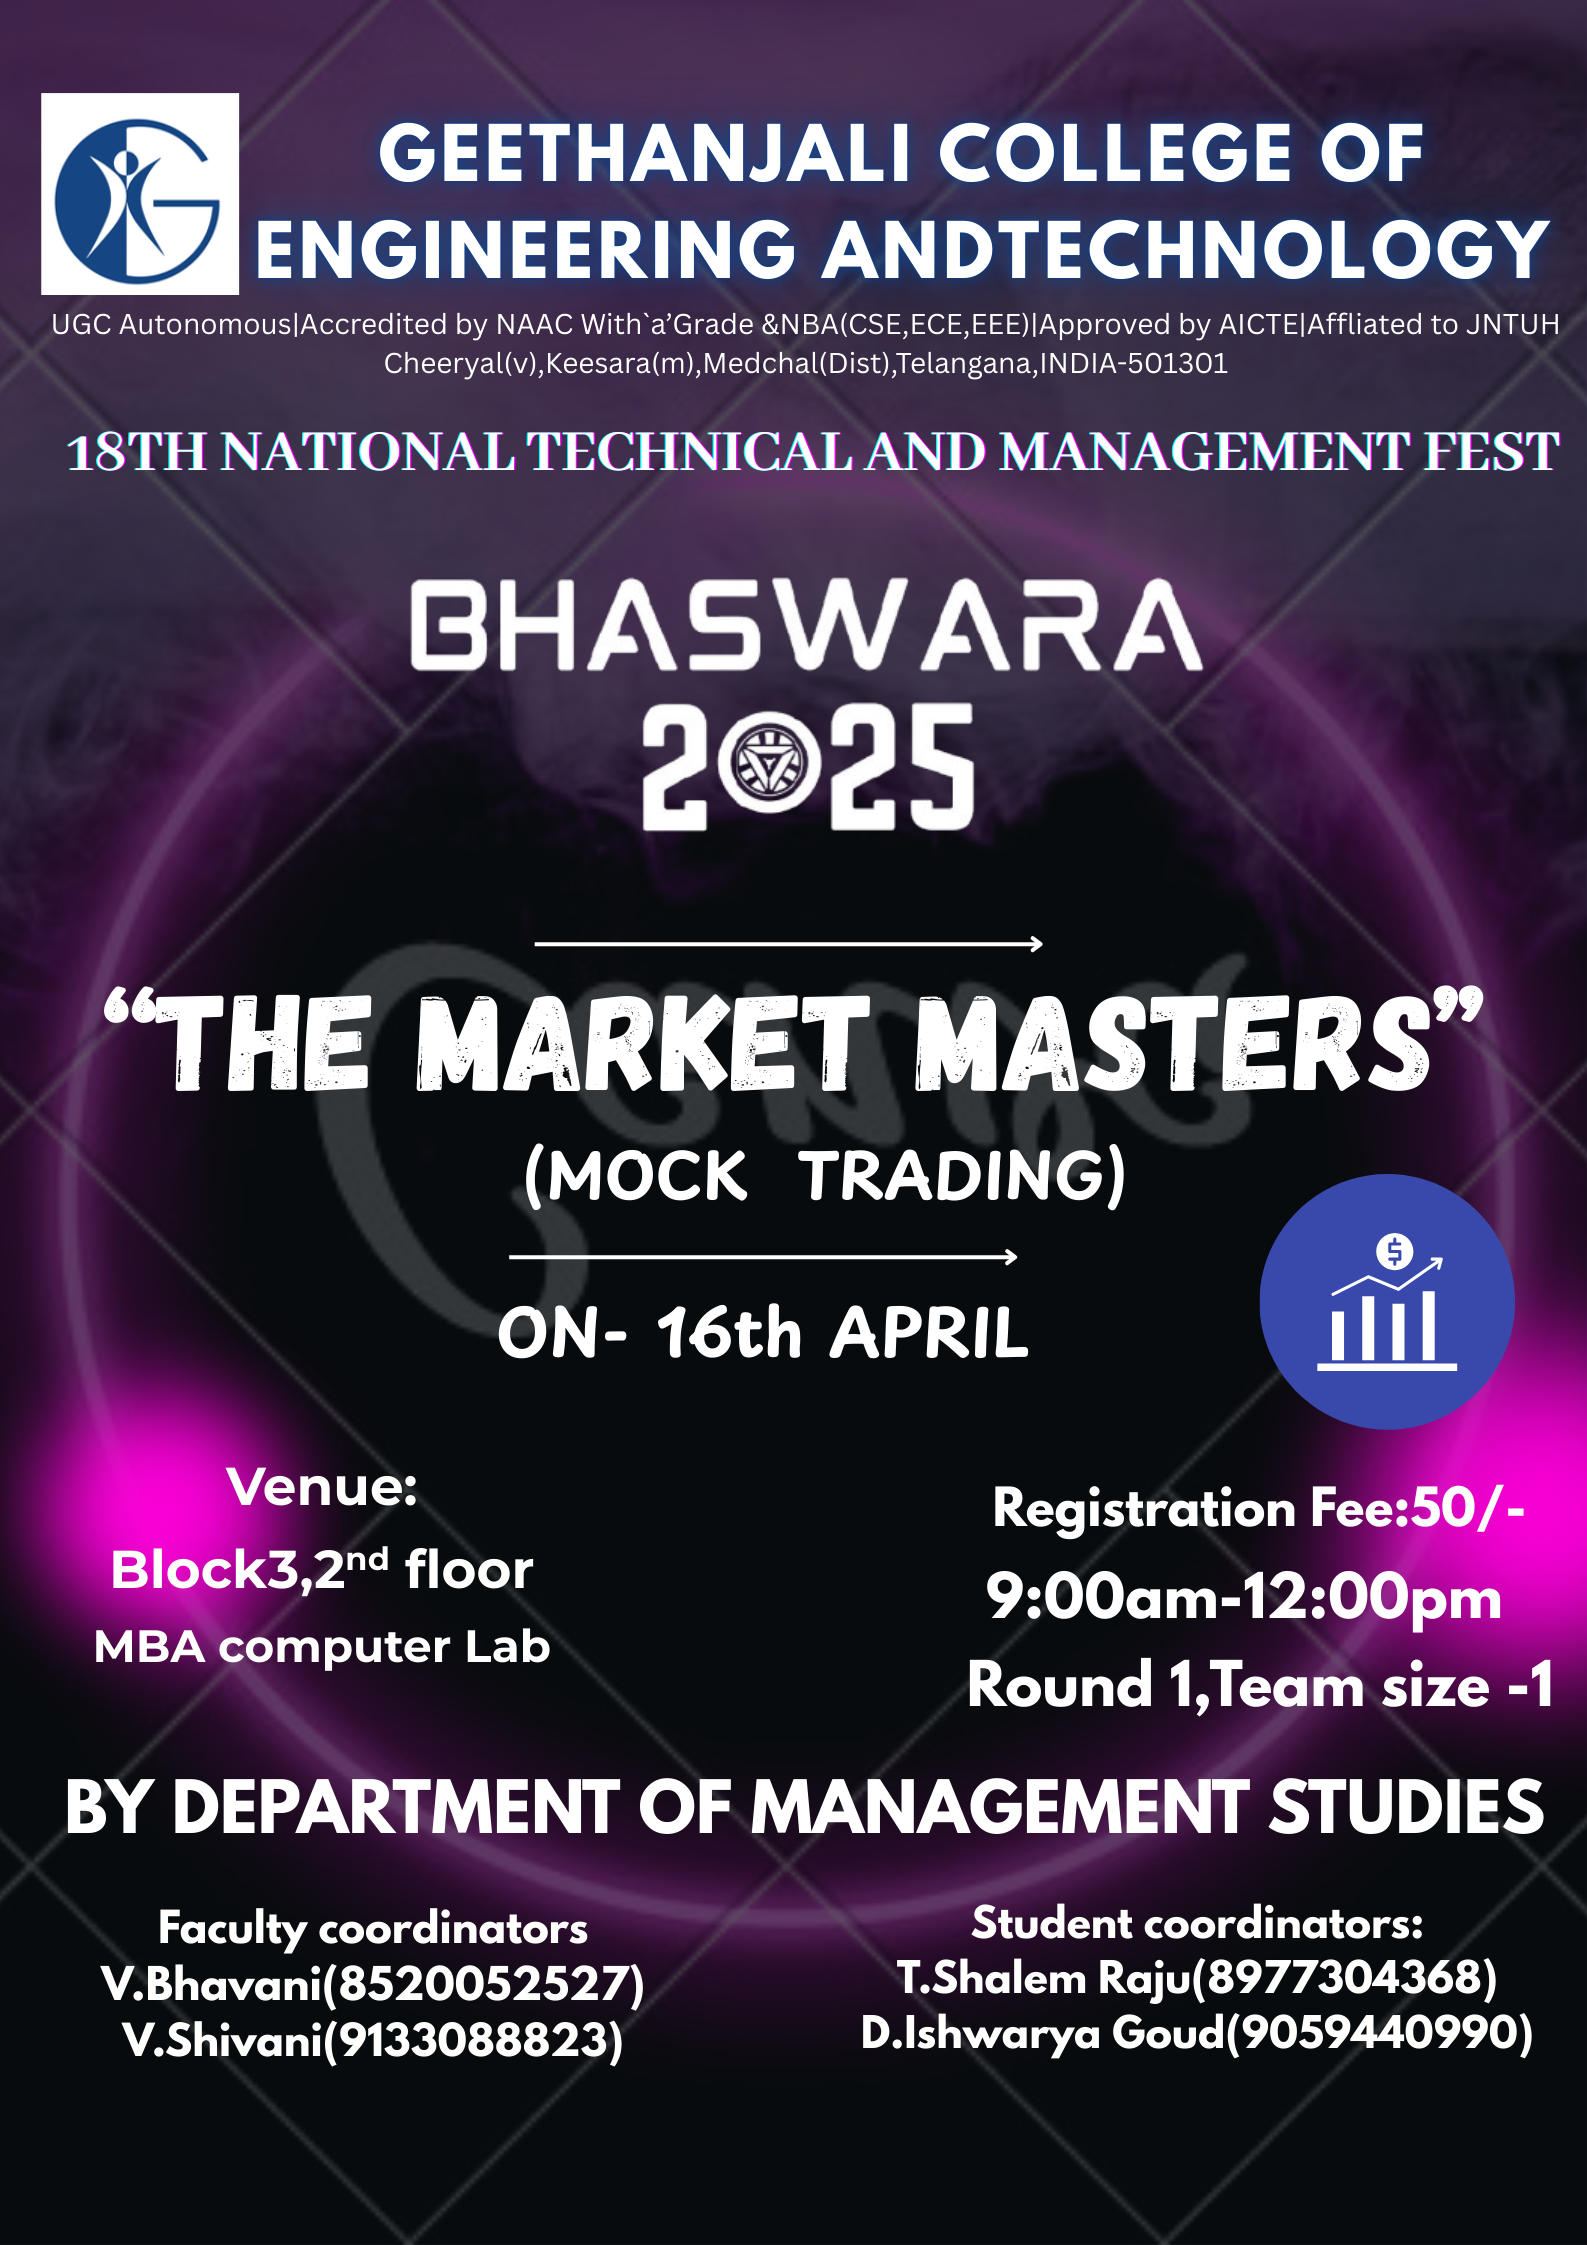 GEETHANJALI COLLEGE OF
ENGINEERING ANDTECHNOLOGY
UGC Autonomous|Accredited by NAAC With`a’Grade &NBA(CSE,ECE,EEE)|Approved by AICTE|Affliated to JNTUH
Cheeryal(v),Keesara(m),Medchal(Dist),Telangana,INDIA-501301
18TH NATIONAL TECHNICAL AND MANAGEMENT FEST
BHASWARA
2025
“THE MARKET MASTERS”
(MOCK TRADING)
ON- 16th APRIL
Venue:
Block3,2nd floor
MBA computer Lab
Registration Fee:50/-
9:00am-12:00pm
Round 1,Team size -1
BY DEPARTMENT OF MANAGEMENT STUDIES
Faculty coordinators
V.Bhavani(8520052527)
V.Shivani(9133088823)
Student coordinators:
T.Shalem Raju(8977304368)
D.Ishwarya Goud(9059440990)
Canva